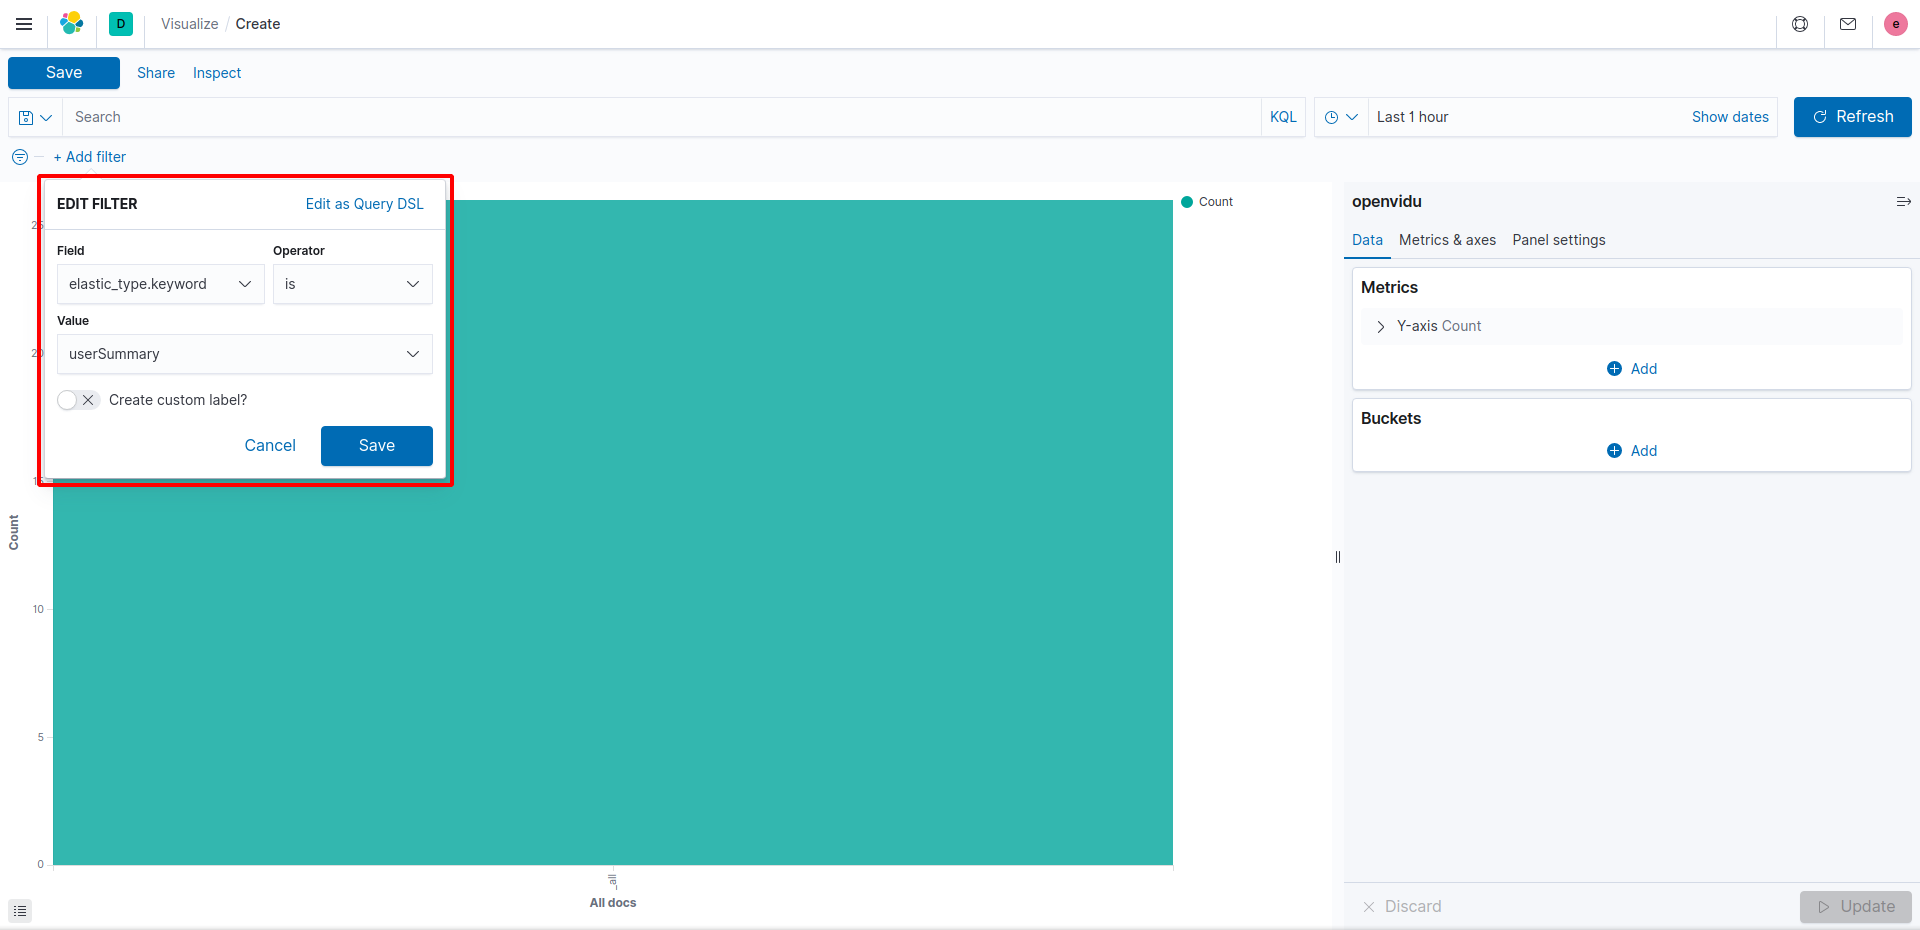 D Visualize / Create e
Save Share Inspect
Search KQL Last 1 hour Show dates Refresh
+ Add filter
EDIT FILTER Edit as Query DSL
Field Operator
elastic_type.keyword is
Value
userSummary
Create custom label?
Cancel Save
20
10
5
0
Count
_all
All docs
Count
openvidu
Data Metrics & axes Panel settings
Metrics
Y-axis Count
Add
Buckets
Add
Discard Update